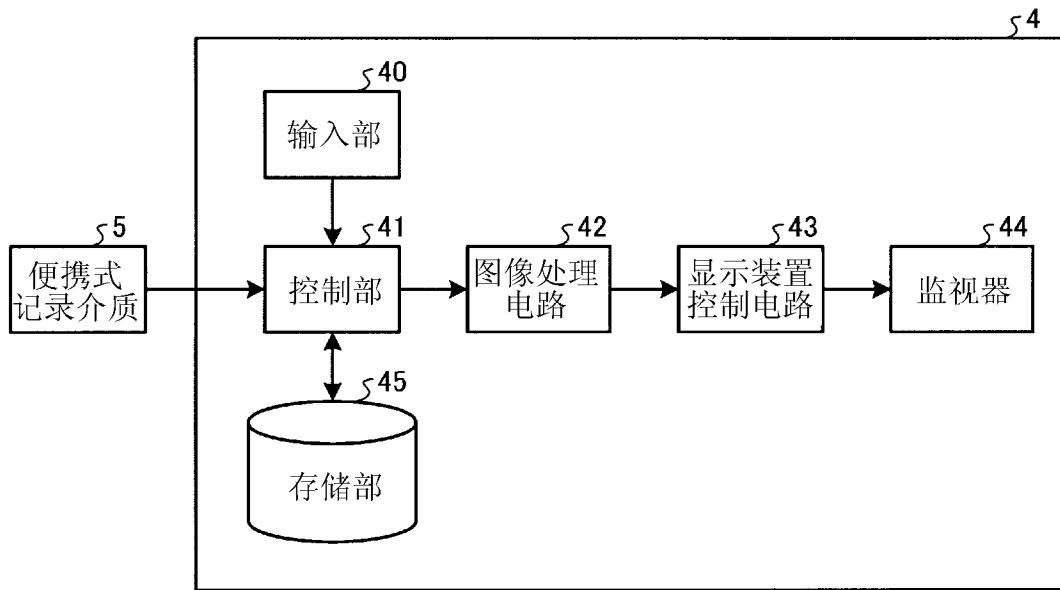 4
40
输入部
5
便携式
记录介质
41
控制部
42
图像处理
电路
43
显示装置
控制电路
44
监视器
45
存储部